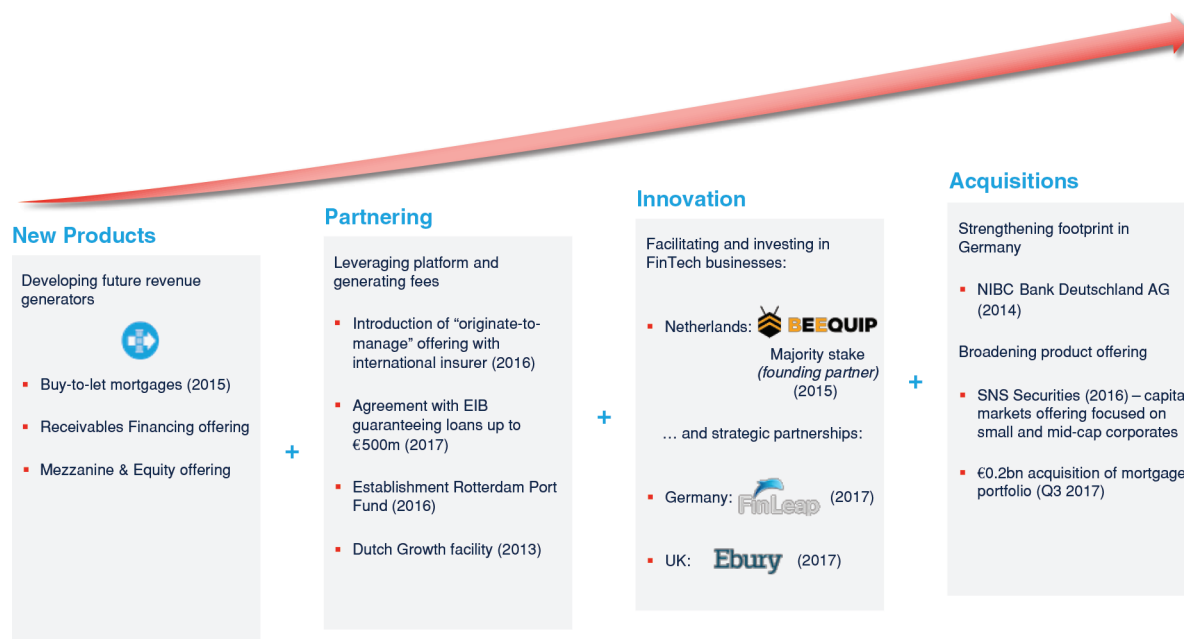 New Products
Developing future revenue
generators
▪ Buy-to-let mortgages (2015)
▪ Receivables Financing offering
▪ Mezzanine & Equity offering
+
Partnering
Leveraging platform and
generating fees
▪ Introduction of “originate-to-
manage” offering with
international insurer (2016)
▪ Agreement with EIB
guaranteeing loans up to
€500m (2017)
▪ Establishment Rotterdam Port
Fund (2016)
▪ Dutch Growth facility (2013)
+
Innovation
Facilitating and investing in
FinTech businesses:
▪ Netherlands: BEEQUIP
Majority stake
(founding partner)
(2015)
… and strategic partnerships:
▪ Germany: FinLeap (2017)
▪ UK: Ebury (2017)
+
Acquisitions
Strengthening footprint in
Germany
▪ NIBC Bank Deutschland AG
(2014)
Broadening product offering
▪ SNS Securities (2016) – capita
markets offering focused on
small and mid-cap corporates
▪ €0.2bn acquisition of mortgage
portfolio (Q3 2017)